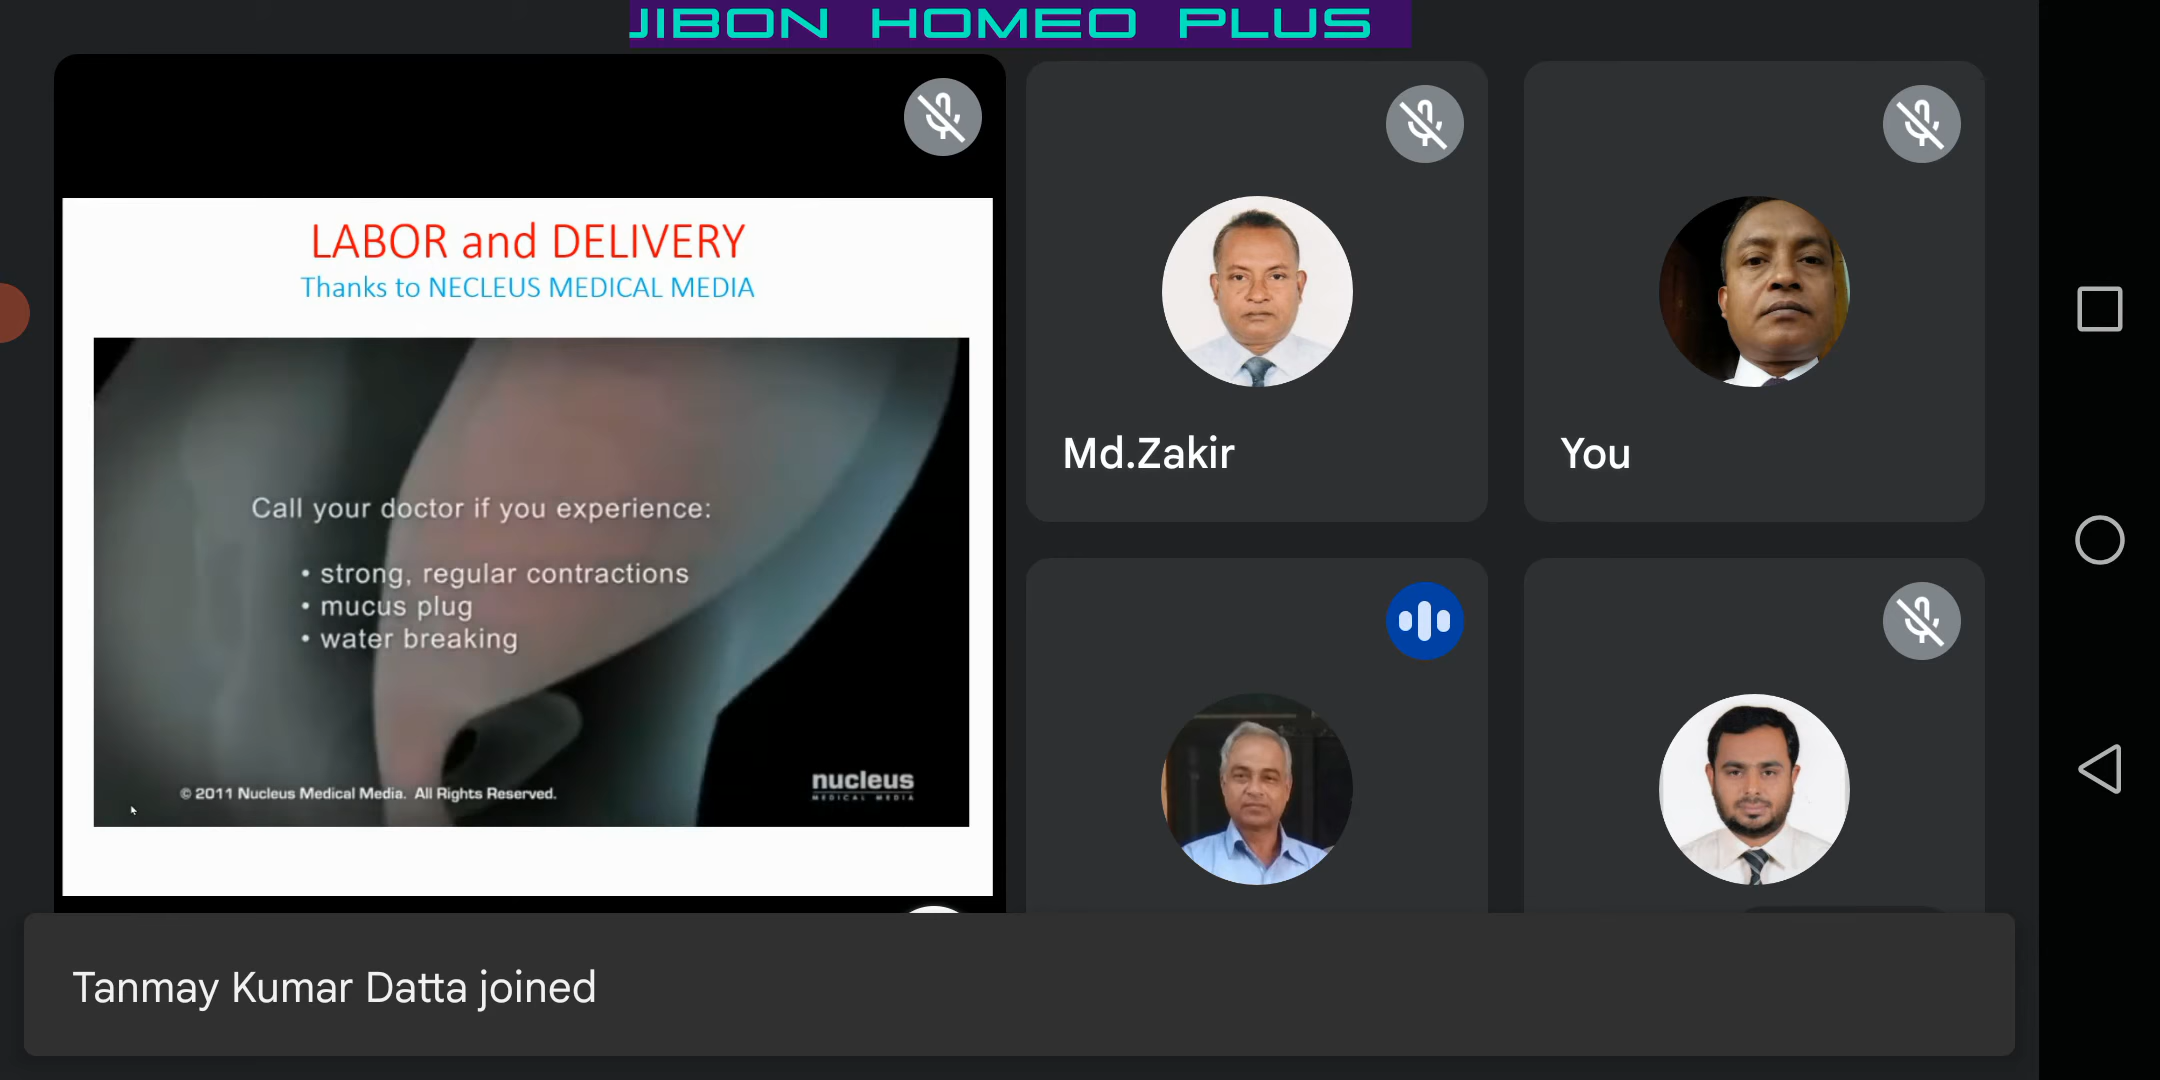 JIBON HOMEO PLUS
LABOR and DELIVERY
Thanks to NECLEUS MEDICAL MEDIA
Call your doctor if you experience:
• strong, regular contractions
• mucus plug
• water breaking
© 2011 Nucleus Medical Media. All Rights Reserved.
nucleus
MEDICAL MEDIA
Md.Zakir
You
Tanmay Kumar Datta joined